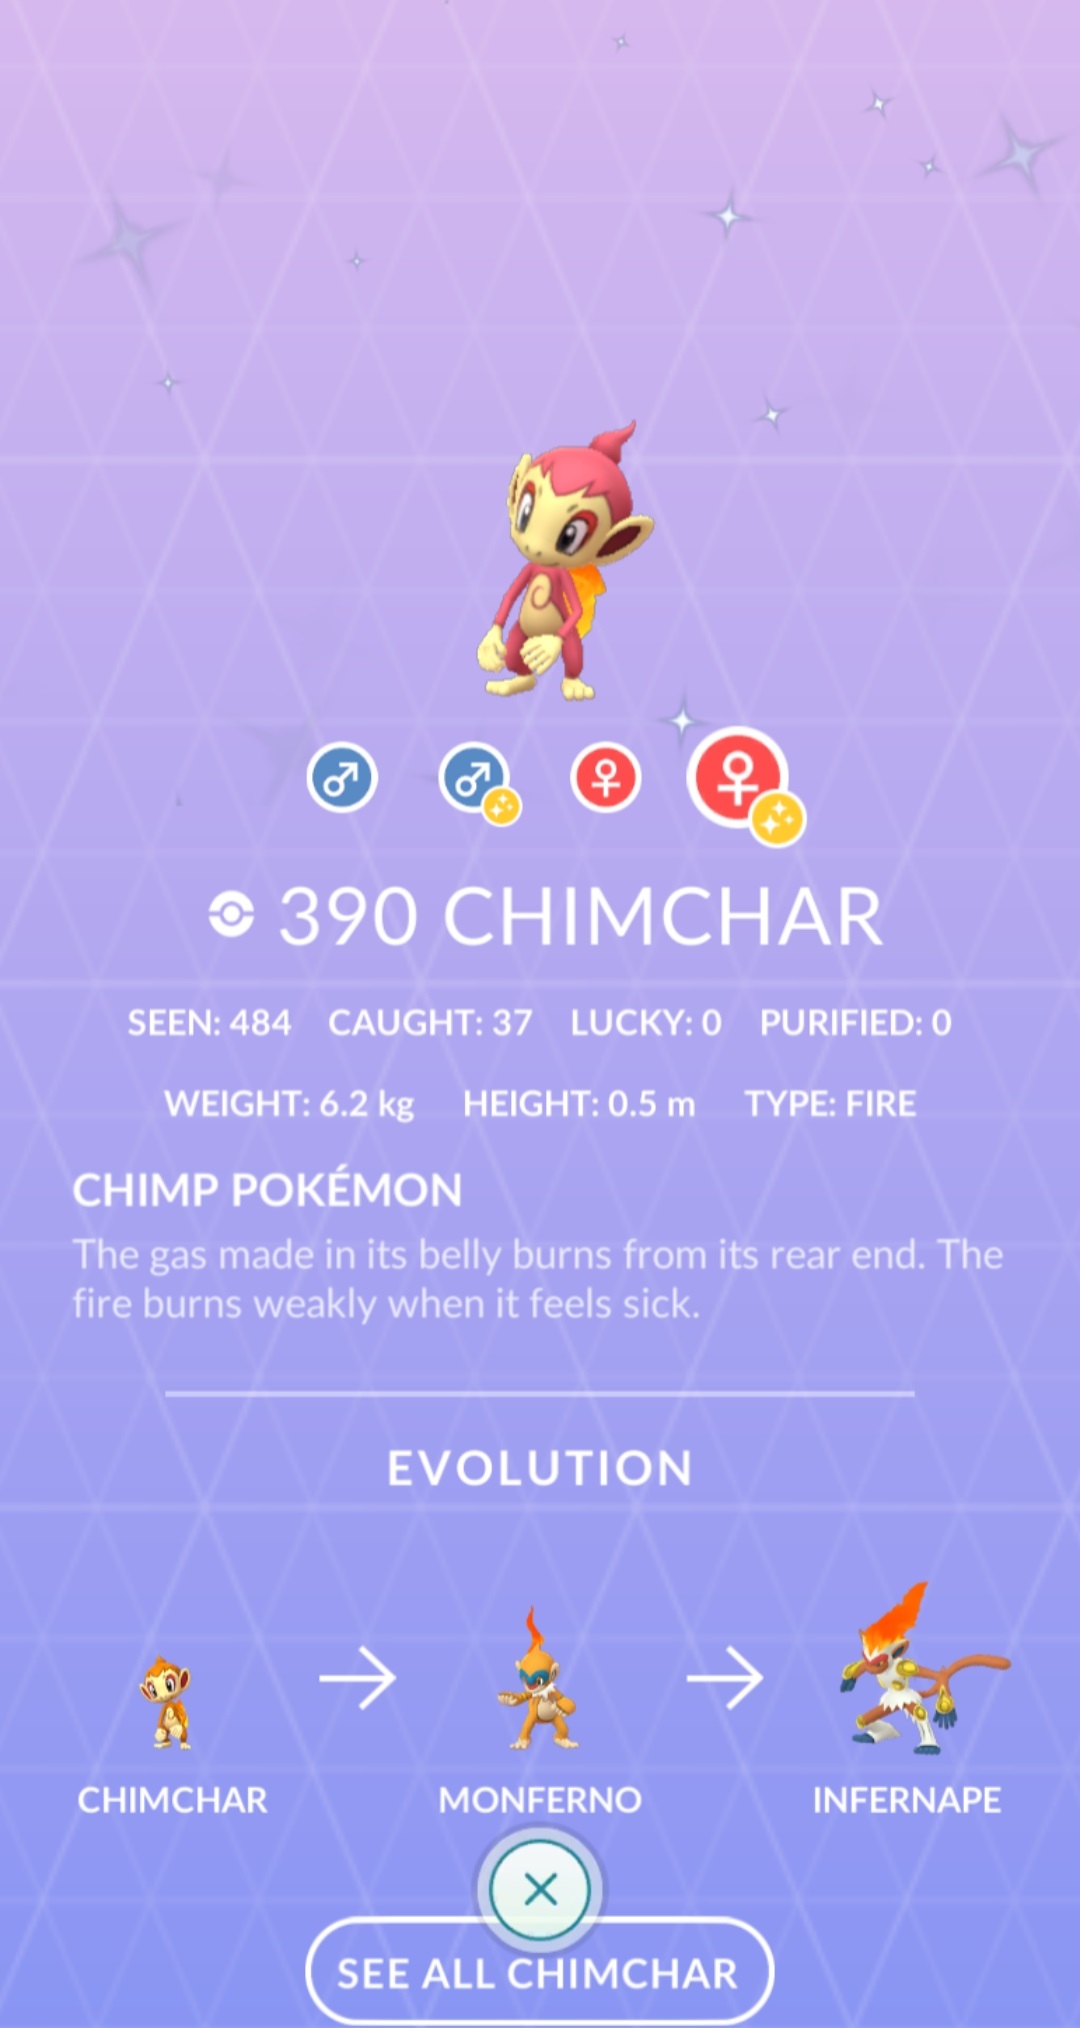 390 CHIMCHAR
SEEN: 484 CAUGHT: 37 LUCKY: 0 PURIFIED: 0
WEIGHT: 6.2 kg HEIGHT: 0.5 m TYPE: FIRE
CHIMP POKÉMON
The gas made in its belly burns from its rear end. The
fire burns weakly when it feels sick.
EVOLUTION
CHIMCHAR MONFERNO INFERNAPE
SEE ALL CHIMCHAR